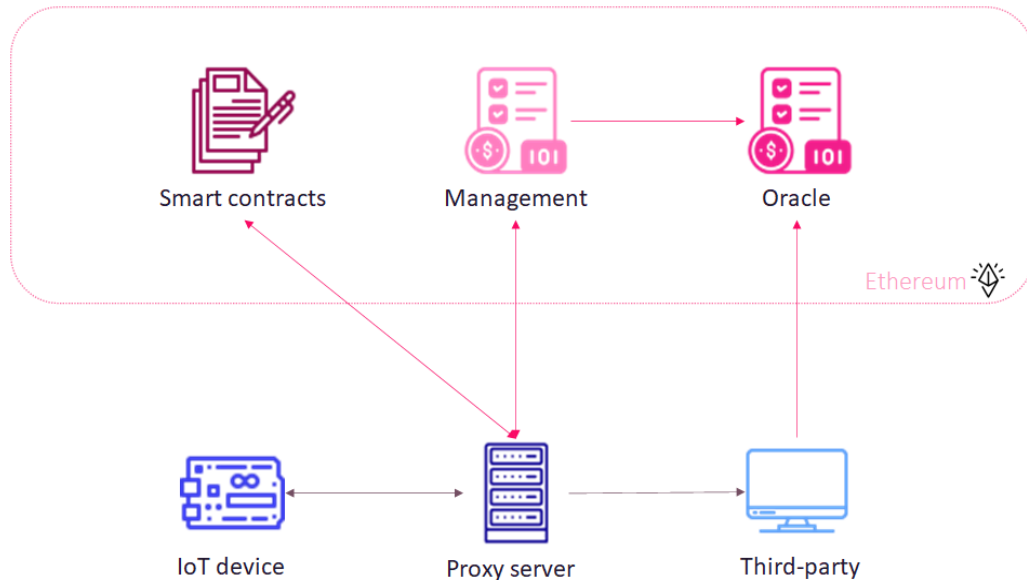 Smart contracts
Management
Oracle
Ethereum
IoT device
Proxy server
Third-party